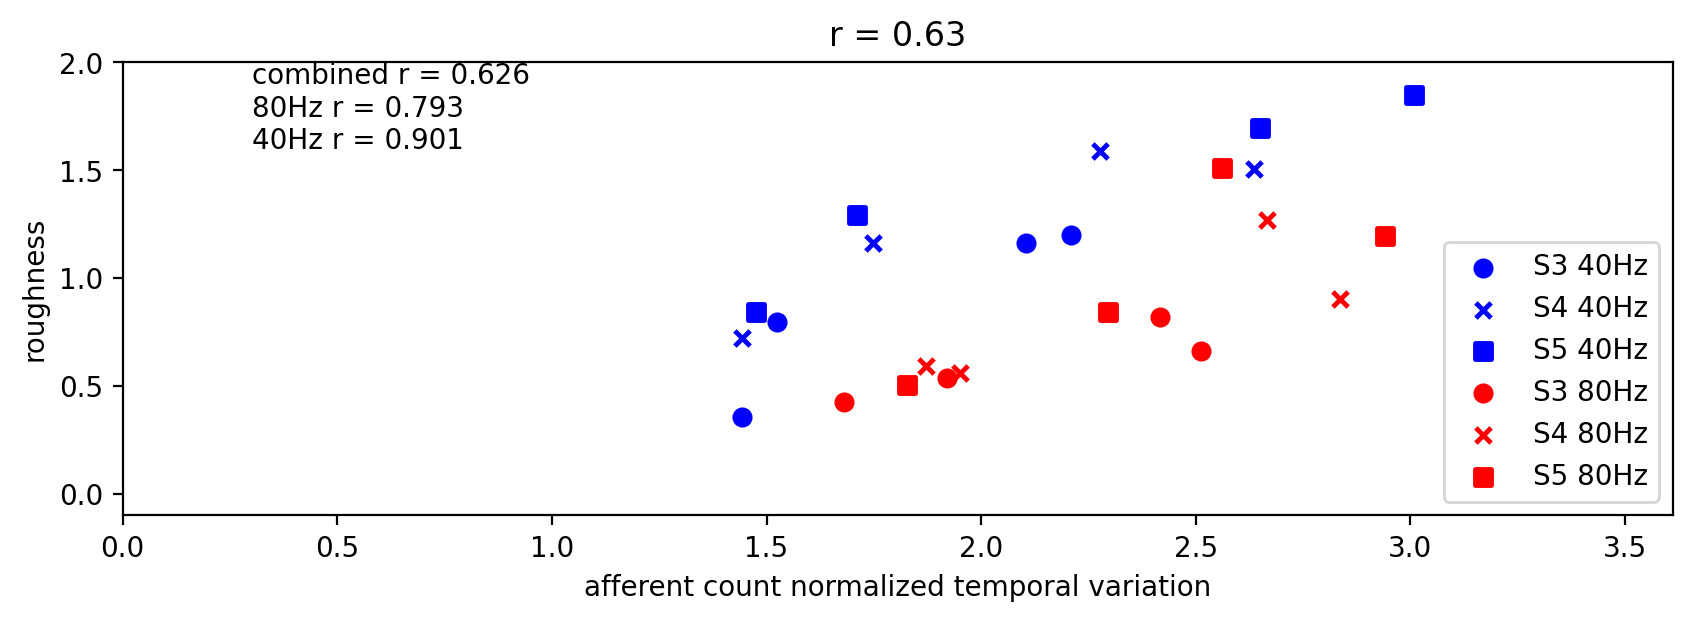 r = 0.63
combined r = 0.626
80Hz r = 0.793
40Hz r = 0.901
2.0
1.5
1.0
0.5
0.0
roughness
S3 40Hz
S4 40Hz
S5 40Hz
S3 80Hz
S4 80Hz
S5 80Hz
0.0 0.5 1.0 1.5 2.0 2.5 3.0 3.5
afferent count normalized temporal variation